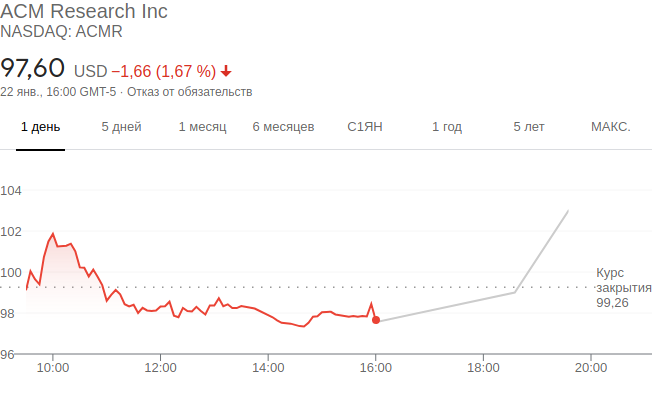 ACM Research Inc
NASDAQ: ACMR
97,60 USD −1,66 (1,67 %)
22 янв., 16:00 GMT-5 · Отказ от обязательств
1 день 5 дней 1 месяц 6 месяцев С1ЯН 1 год 5 лет МАКС.
104
102
100
98
96
Курс
закрытия
99,26
10:00 12:00 14:00 16:00 18:00 20:00